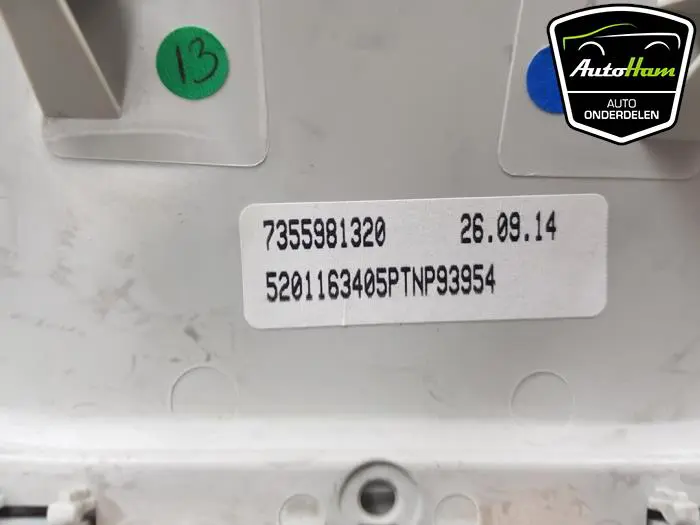 13
AutoHam
AUTO
ONDERDELEN
7355981320 26.09.14
5201163405PTNP93954